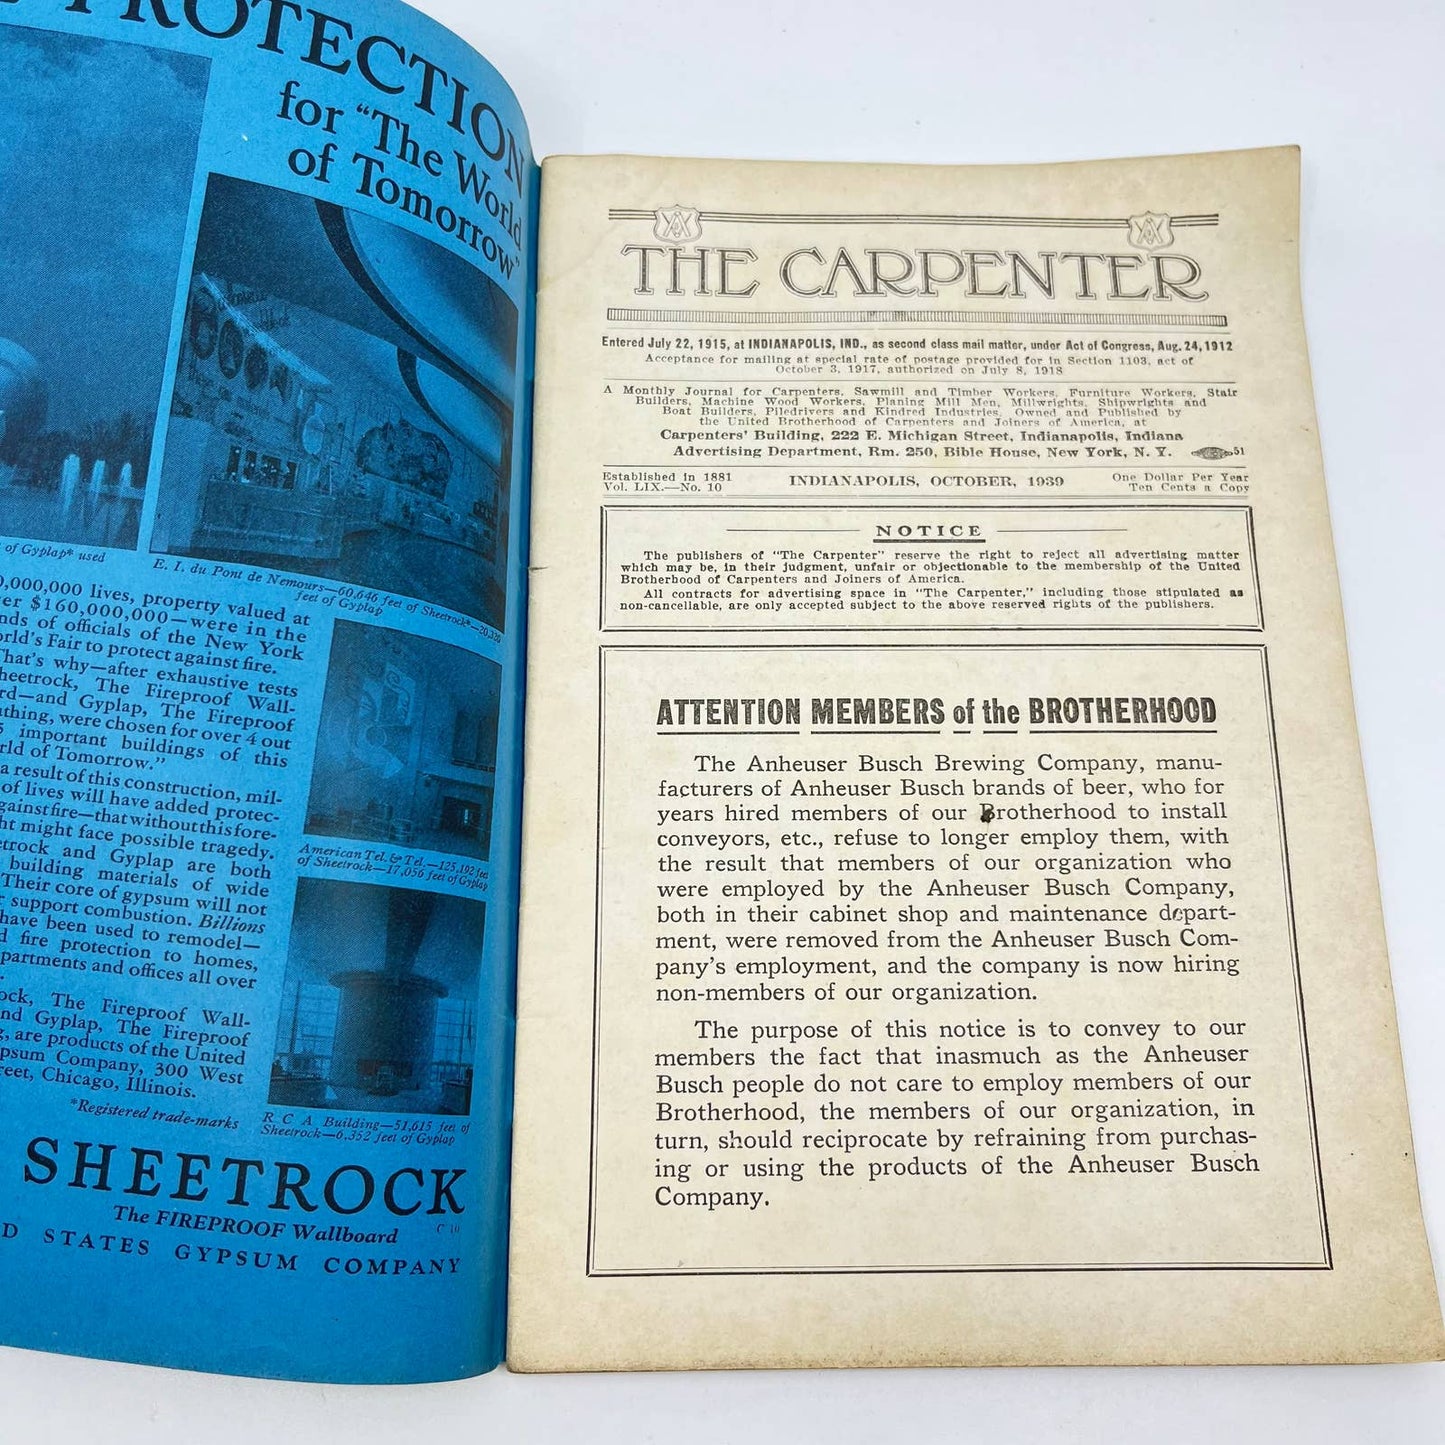 PROTECTION
for "The World
of Tomorrow"
of Gyplap* used
E. I. du Pont de Nemours—60,646 feet of Sheetrock*—20,320
feet of Gyplap
0,000,000 lives, property valued at
er $160,000,000—were in the
nds of officials of the New York
orld's Fair to protect against fire.
That's why—after exhaustive tests
heetrock, The Fireproof Wall-
rd—and Gyplap, The Fireproof
athing, were chosen for over 4 out
5 important buildings of this
orld of Tomorrow."
a result of this construction, mil-
of lives will have added protec-
gainst fire—that without this fore-
ht might face possible tragedy.
etrock and Gyplap are both
building materials of wide
Their core of gypsum will not
support combustion. Billions
have been used to remodel—
d fire protection to homes,
partments and offices all over
ock, The Fireproof Wall-
nd Gyplap, The Fireproof
g, are products of the United
ypsum Company, 300 West
reet, Chicago, Illinois.
*Registered trade-marks
American Tel. & Tel.—125,192 feet
of Sheetrock—17,056 feet of Gyplap
R C A Building—51,615 feet of
Sheetrock—6,352 feet of Gyplap
SHEETROCK
The FIREPROOF Wallboard
C 10
D STATES GYPSUM COMPANY
THE CARPENTER
Entered July 22, 1915, at INDIANAPOLIS, IND., as second class mail matter, under Act of Congress, Aug. 24, 1912
Acceptance for mailing at special rate of postage provided for in Section 1103, act of
October 3, 1917, authorized on July 8, 1918
A Monthly Journal for Carpenters, Sawmill and Timber Workers, Furniture Workers, Stair
Builders, Machine Wood Workers, Planing Mill Men, Millwrights, Shipwrights and
Boat Builders, Piledrivers and Kindred Industries, Owned and Published by
the United Brotherhood of Carpenters and Joiners of America, at
Carpenters' Building, 222 E. Michigan Street, Indianapolis, Indiana
Advertising Department, Rm. 250, Bible House, New York, N. Y. 51
Established in 1881
Vol. LIX.—No. 10
INDIANAPOLIS, OCTOBER, 1939
One Dollar Per Year
Ten Cents a Copy
NOTICE
The publishers of "The Carpenter" reserve the right to reject all advertising matter
which may be, in their judgment, unfair or objectionable to the membership of the United
Brotherhood of Carpenters and Joiners of America.
All contracts for advertising space in "The Carpenter," including those stipulated as
non-cancellable, are only accepted subject to the above reserved rights of the publishers.
ATTENTION MEMBERS of the BROTHERHOOD
The Anheuser Busch Brewing Company, manu-
facturers of Anheuser Busch brands of beer, who for
years hired members of our Brotherhood to install
conveyors, etc., refuse to longer employ them, with
the result that members of our organization who
were employed by the Anheuser Busch Company,
both in their cabinet shop and maintenance depart-
ment, were removed from the Anheuser Busch Com-
pany's employment, and the company is now hiring
non-members of our organization.
The purpose of this notice is to convey to our
members the fact that inasmuch as the Anheuser
Busch people do not care to employ members of our
Brotherhood, the members of our organization, in
turn, should reciprocate by refraining from purchas-
ing or using the products of the Anheuser Busch
Company.